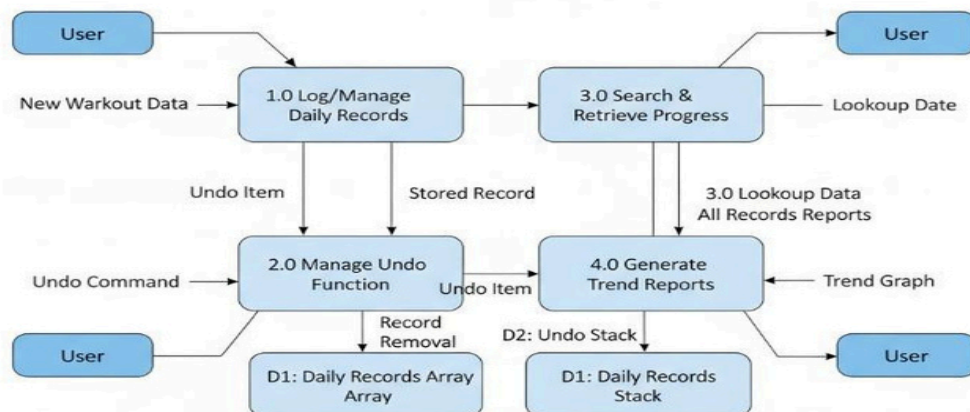 User
User
New Warkout Data
1.0 Log/Manage
Daily Records
3.0 Search &
Retrieve Progress
Lookup Date
Undo Item
Stored Record
3.0 Lookoup Data
All Records Reports
Undo Command
2.0 Manage Undo
Function
Undo Item
4.0 Generate
Trend Reports
Trend Graph
User
Record
Removal
D2: Undo Stack
User
D1: Daily Records Array
Array
D1: Daily Records
Stack